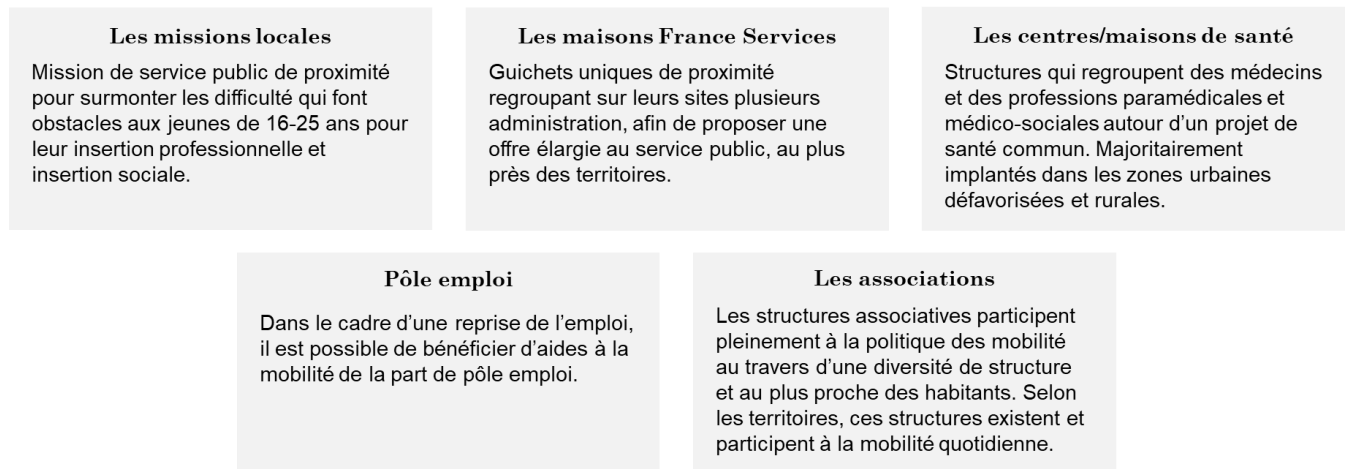 Les missions locales
Mission de service public de proximité
pour surmonter les difficulté qui font
obstacles aux jeunes de 16-25 ans pour
leur insertion professionnelle et
insertion sociale.
Les maisons France Services
Guichets uniques de proximité
regroupant sur leurs sites plusieurs
administration, afin de proposer une
offre élargie au service public, au plus
près des territoires.
Les centres/maisons de santé
Structures qui regroupent des médecins
et des professions paramédicales et
médico-sociales autour d’un projet de
santé commun. Majoritairement
implantés dans les zones urbaines
défavorisées et rurales.
Pôle emploi
Dans le cadre d’une reprise de l’emploi,
il est possible de bénéficier d’aides à la
mobilité de la part de pôle emploi.
Les associations
Les structures associatives participent
pleinement à la politique des mobilité
au travers d’une diversité de structure
et au plus proche des habitants. Selon
les territoires, ces structures existent et
participent à la mobilité quotidienne.